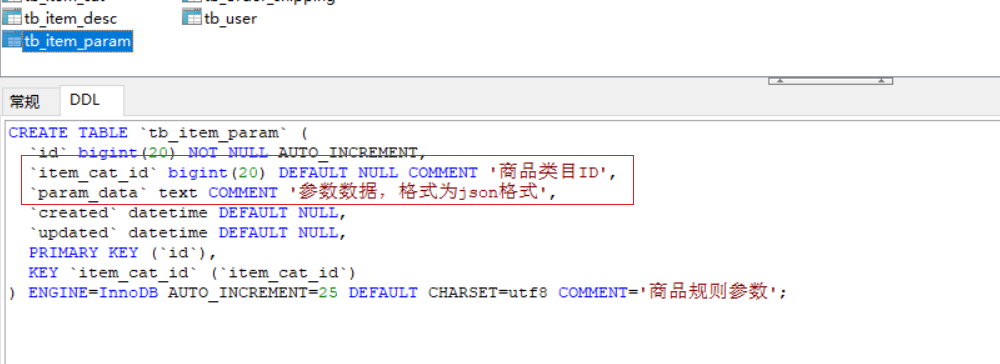 tb_item_cat
tb_order_shipping
tb_item_desc
tb_user
tb_item_param
常规
DDL
CREATE TABLE `tb_item_param` (
`id` bigint(20) NOT NULL AUTO_INCREMENT,
`item_cat_id` bigint(20) DEFAULT NULL COMMENT '商品类目ID',
`param_data` text COMMENT '参数数据，格式为json格式',
`created` datetime DEFAULT NULL,
`updated` datetime DEFAULT NULL,
PRIMARY KEY (`id`),
KEY `item_cat_id` (`item_cat_id`)
) ENGINE=InnoDB AUTO_INCREMENT=25 DEFAULT CHARSET=utf8 COMMENT='商品规则参数';